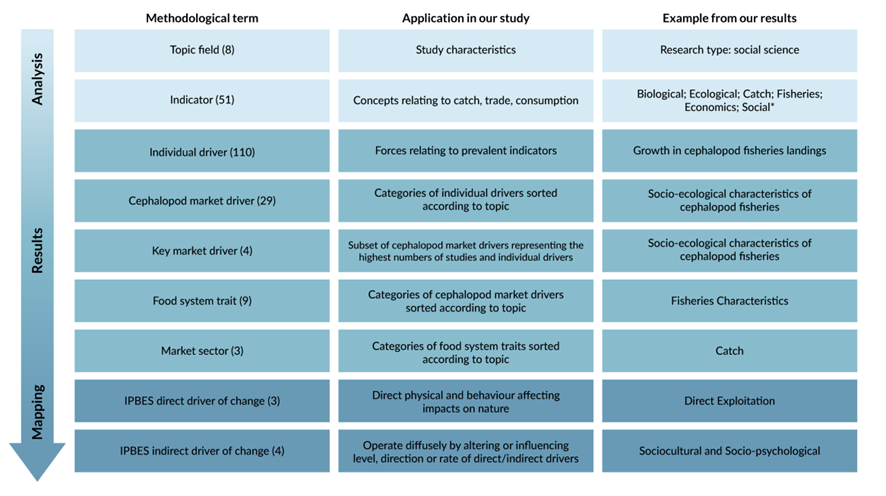 Methodological term
Application in our study
Example from our results
Analysis
Topic field (8)
Study characteristics
Research type: social science
Indicator (51)
Concepts relating to catch, trade, consumption
Biological; Ecological; Catch; Fisheries;
Economics; Social*
Results
Individual driver (110)
Forces relating to prevalent indicators
Growth in cephalopod fisheries landings
Cephalopod market driver (29)
Categories of individual drivers sorted
according to topic
Socio-ecological characteristics of
cephalopod fisheries
Key market driver (4)
Subset of cephalopod market drivers representing the
highest numbers of studies and individual drivers
Socio-ecological characteristics of
cephalopod fisheries
Food system trait (9)
Categories of cephalopod market drivers
sorted according to topic
Fisheries Characteristics
Market sector (3)
Categories of food system traits sorted
according to topic
Catch
Mapping
IPBES direct driver of change (3)
Direct physical and behaviour affecting
impacts on nature
Direct Exploitation
IPBES indirect driver of change (4)
Operate diffusely by altering or influencing
level, direction or rate of direct/indirect drivers
Sociocultural and Socio-psychological